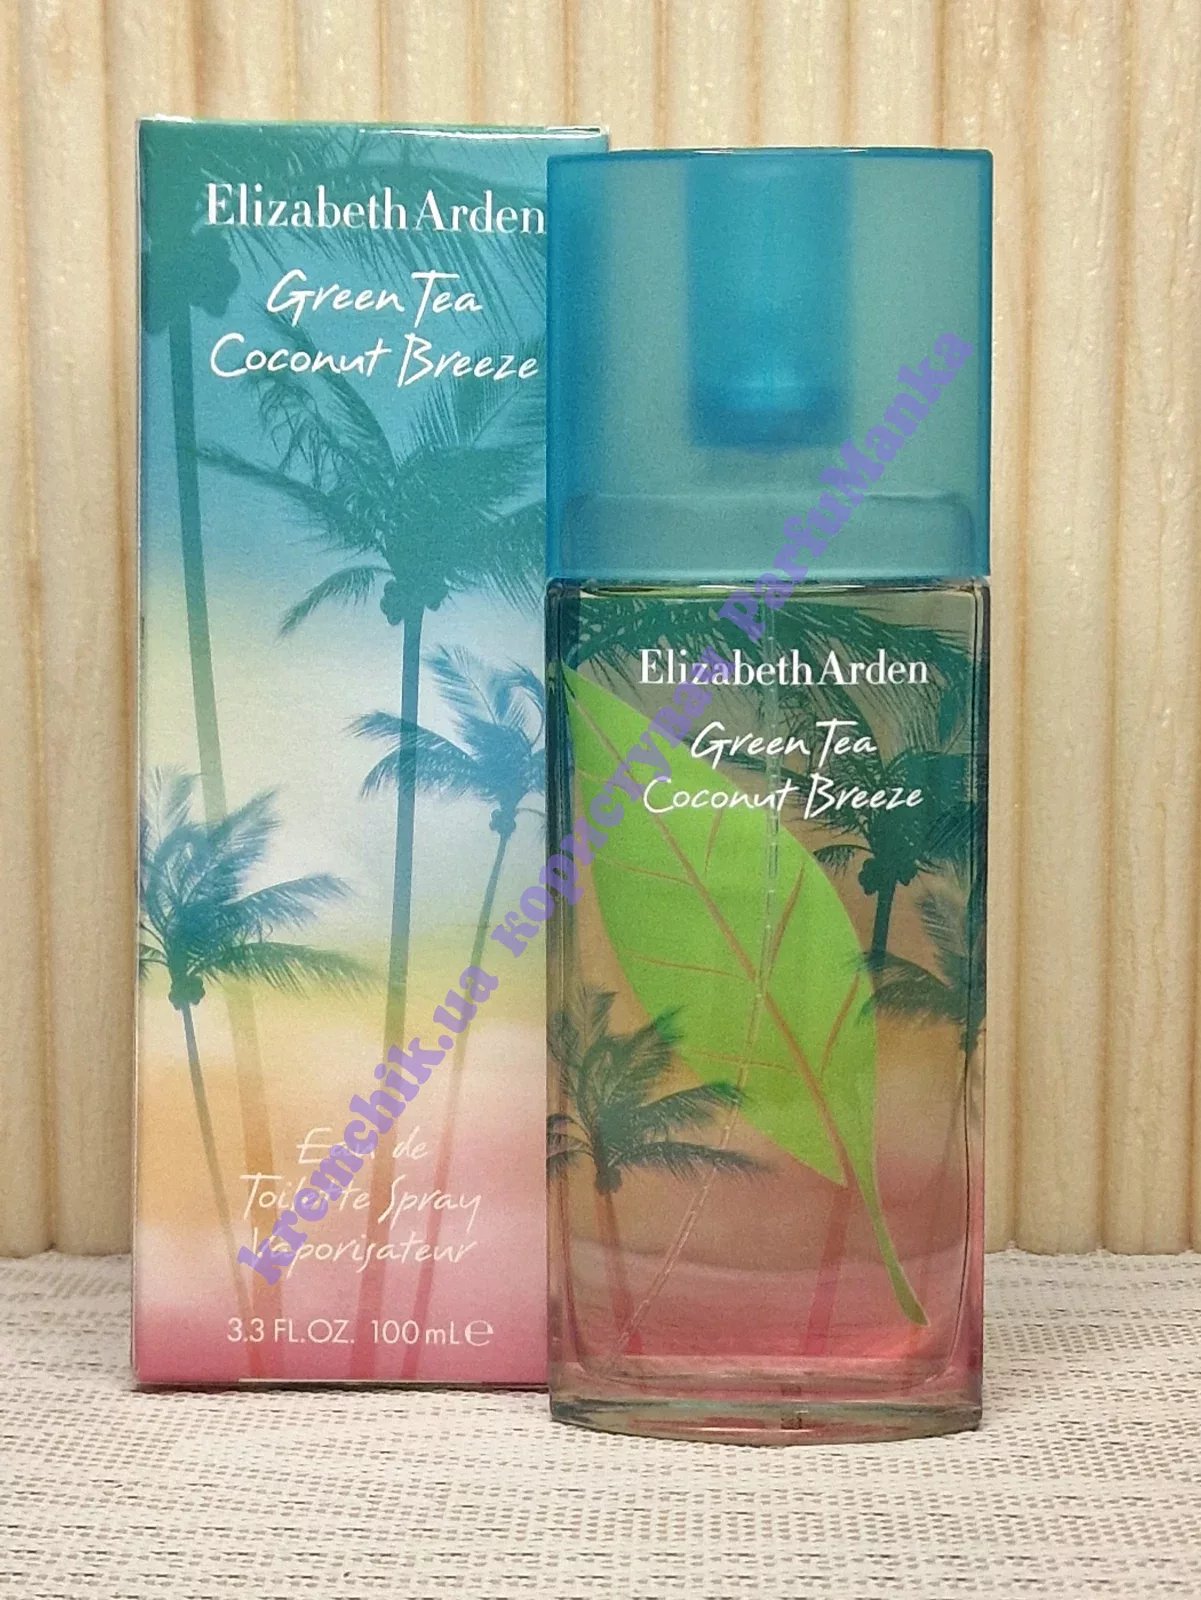 Elizabeth Arden
Green Tea
Coconut Breeze
Eau de
Toilette Spray
Vaporisateur
3.3 FL.OZ. 100 mL ℮
Elizabeth Arden
Green Tea
Coconut Breeze
kremchik.ua користувач ParfuManka